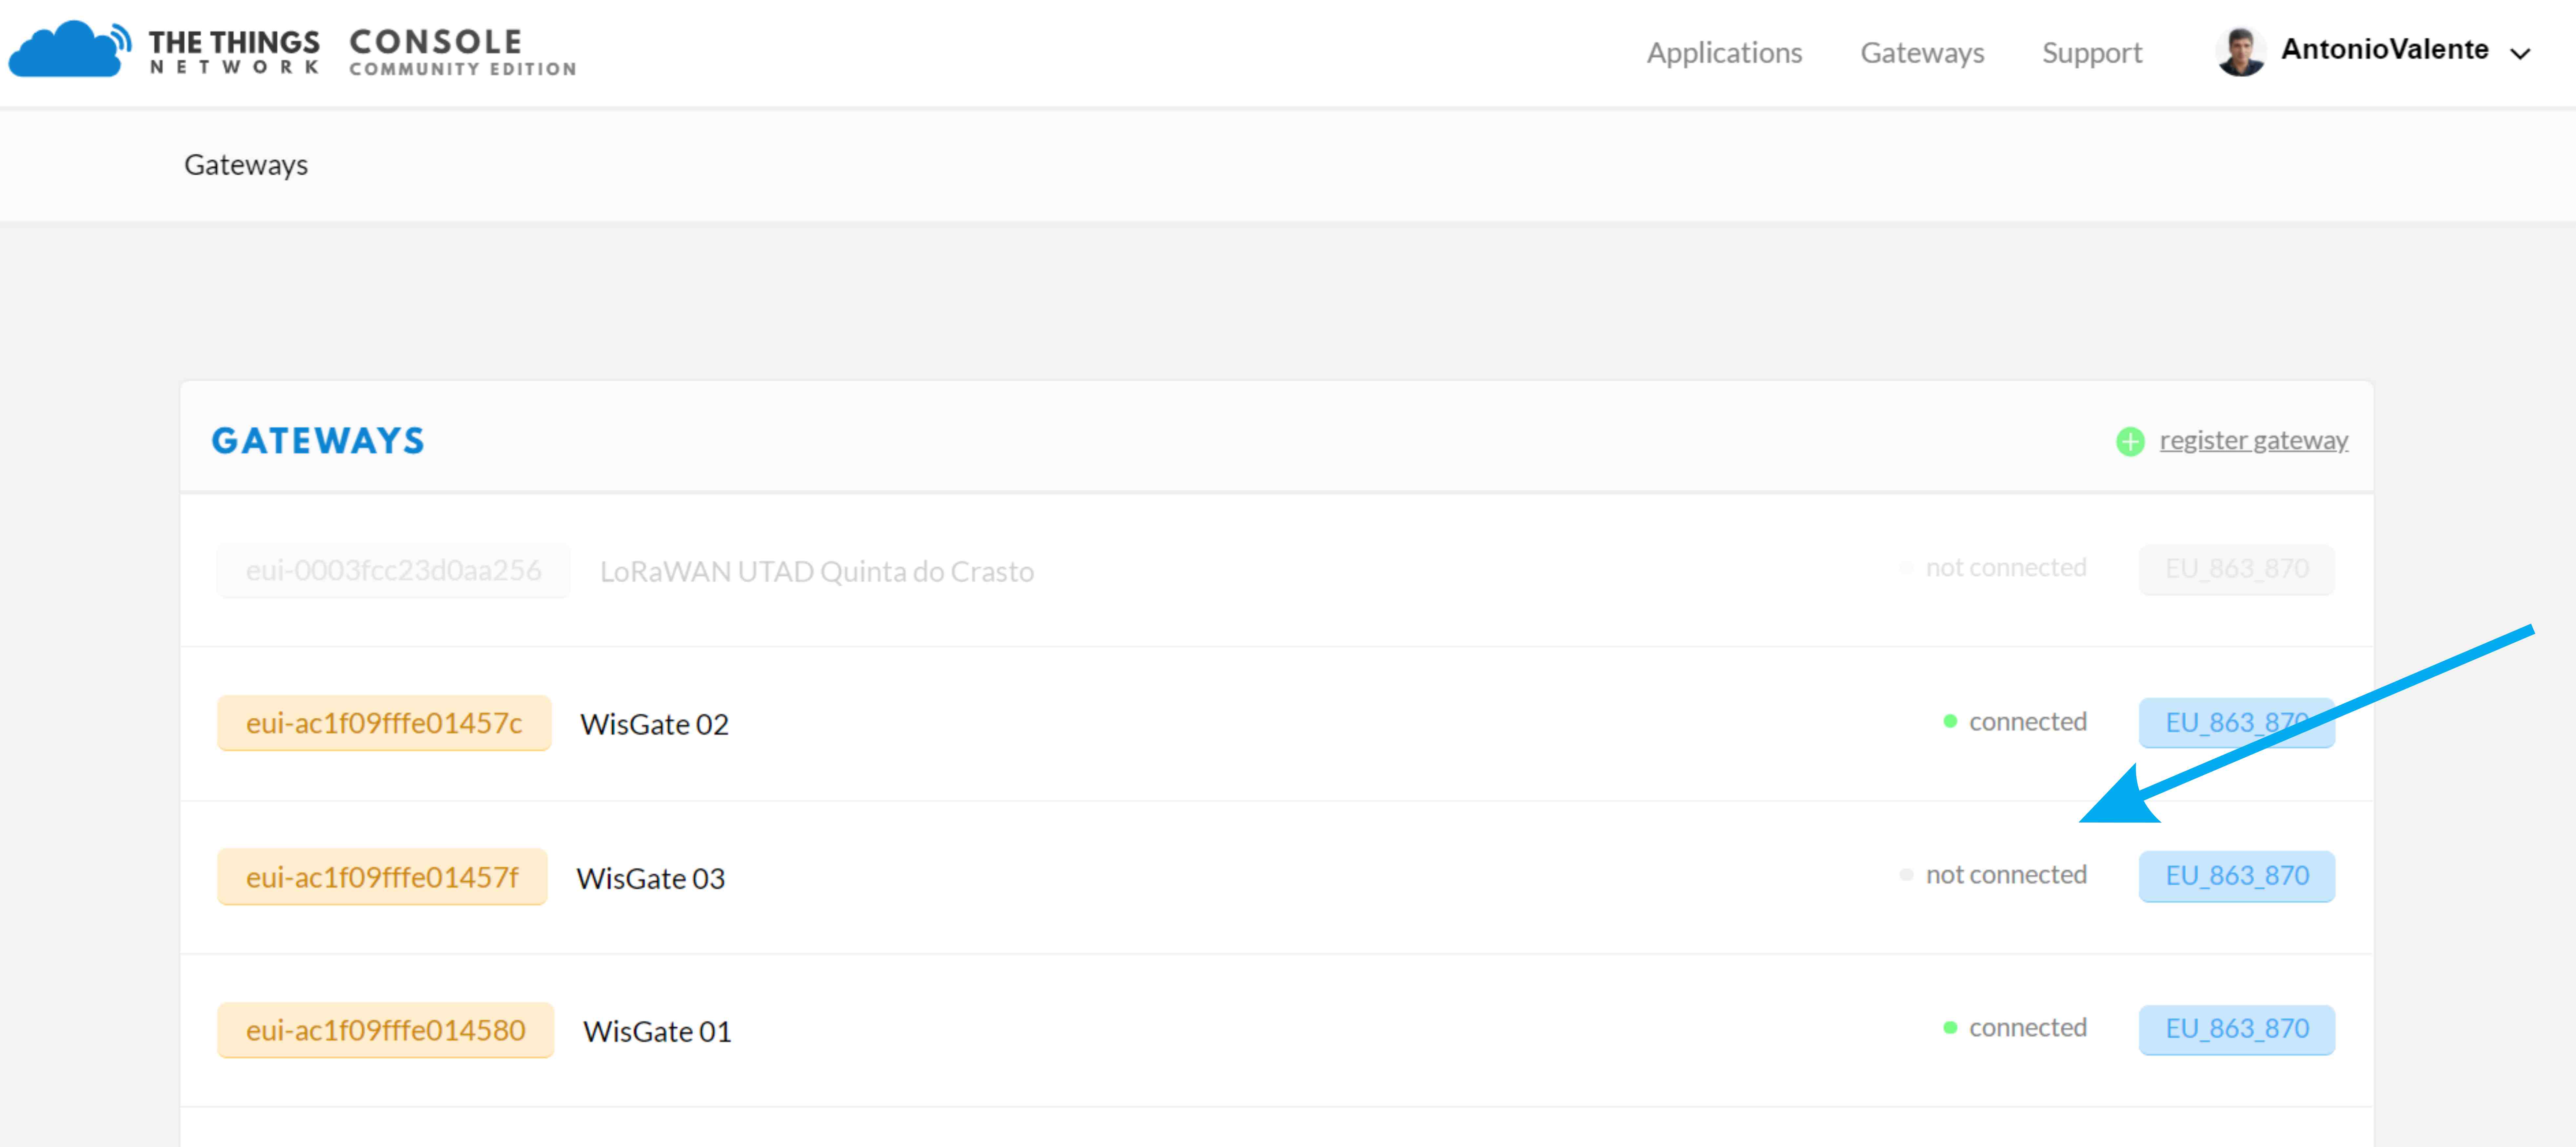 THE THINGS NETWORK CONSOLE COMMUNITY EDITION
Applications Gateways Support AntonioValente
Gateways
GATEWAYS register gateway
eui-0003fcc23d0aa256 LoRaWAN UTAD Quinta do Crasto not connected EU_863_870
eui-ac1f09fffe01457c WisGate 02 connected EU_863_870
eui-ac1f09fffe01457f WisGate 03 not connected EU_863_870
eui-ac1f09fffe014580 WisGate 01 connected EU_863_870